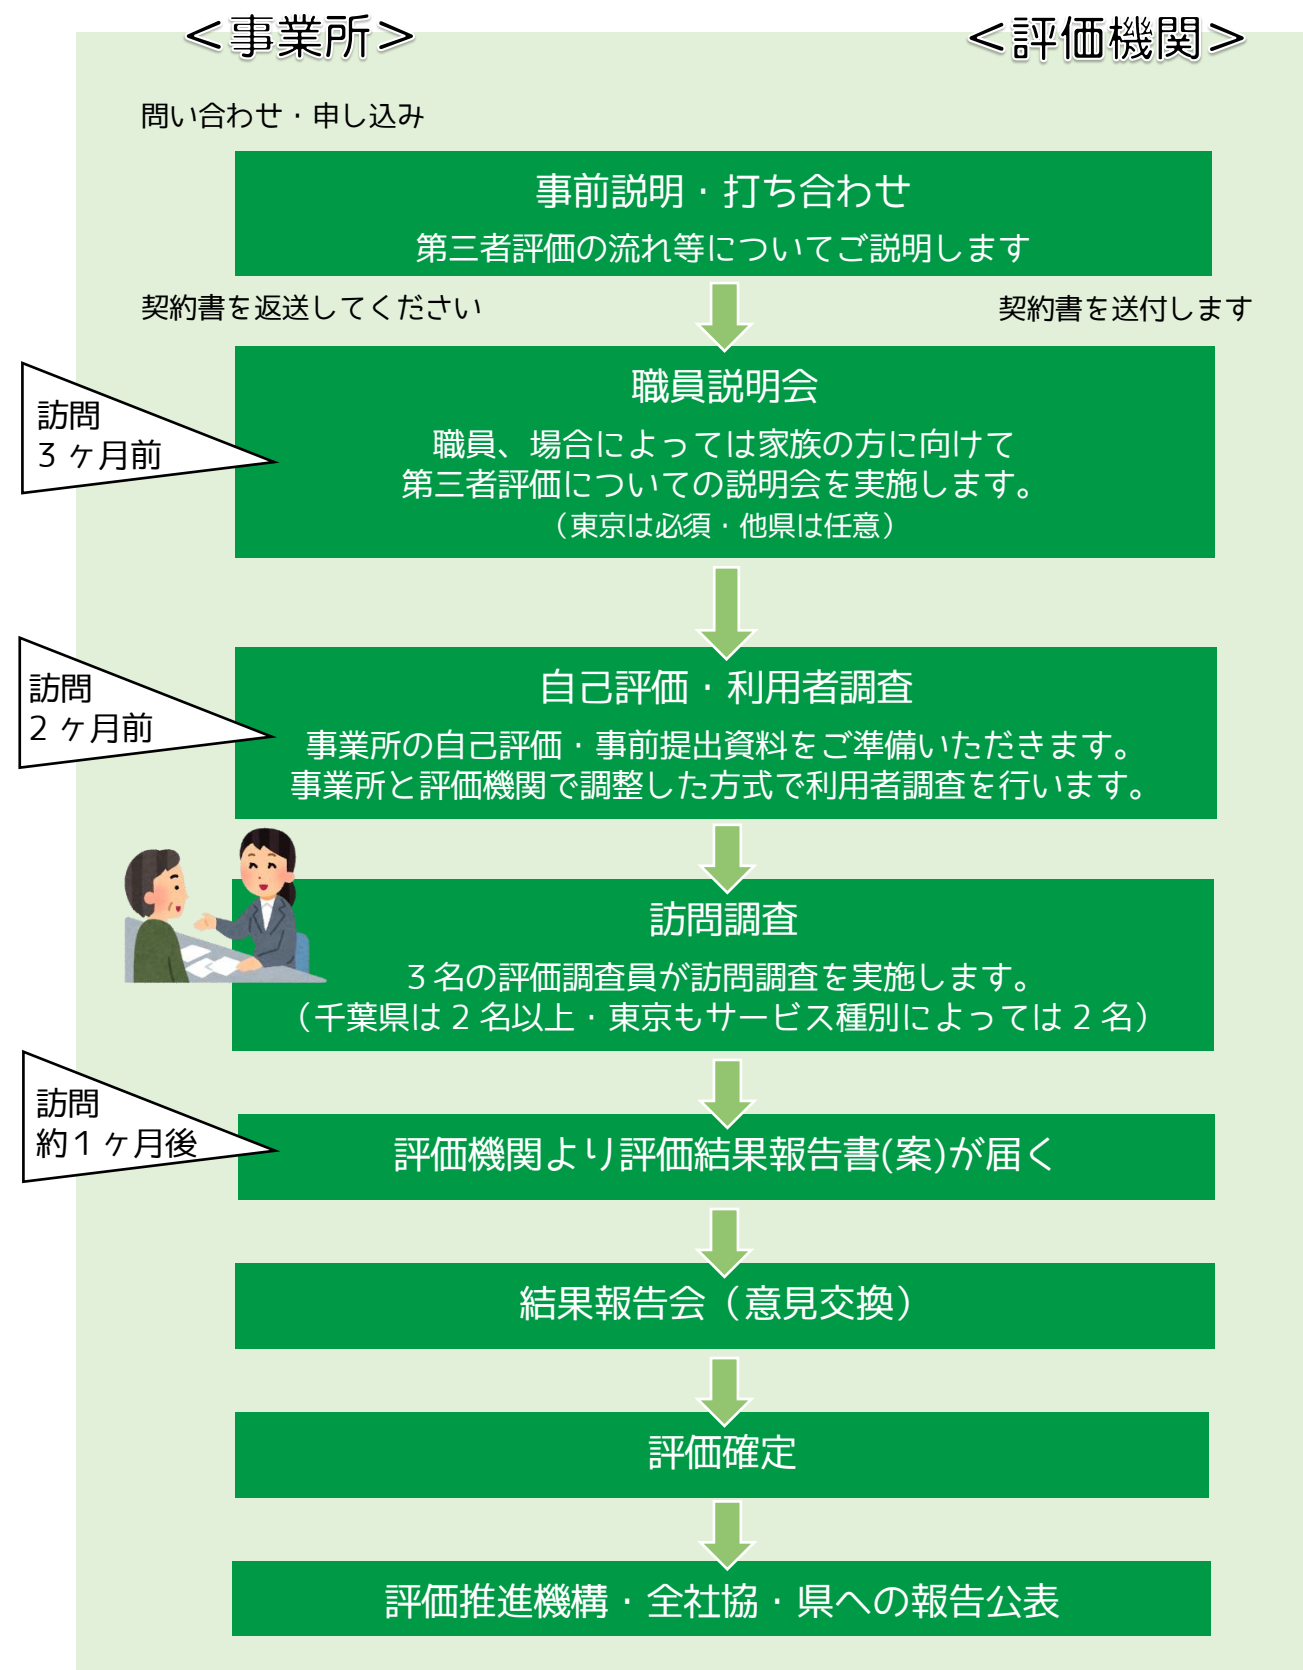 ＜事業所＞
＜評価機関＞
問い合わせ・申し込み
事前説明・打ち合わせ
第三者評価の流れ等についてご説明します
契約書を返送してください
契約書を送付します
訪問
３ヶ月前
職員説明会
職員、場合によっては家族の方に向けて
第三者評価についての説明会を実施します。
（東京は必須・他県は任意）
訪問
２ヶ月前
自己評価・利用者調査
事業所の自己評価・事前提出資料をご準備いただきます。
事業所と評価機関で調整した方式で利用者調査を行います。
訪問調査
３名の評価調査員が訪問調査を実施します。
（千葉県は２名以上・東京もサービス種別によっては２名）
訪問
約１ヶ月後
評価機関より評価結果報告書(案)が届く
結果報告会（意見交換）
評価確定
評価推進機構・全社協・県への報告公表